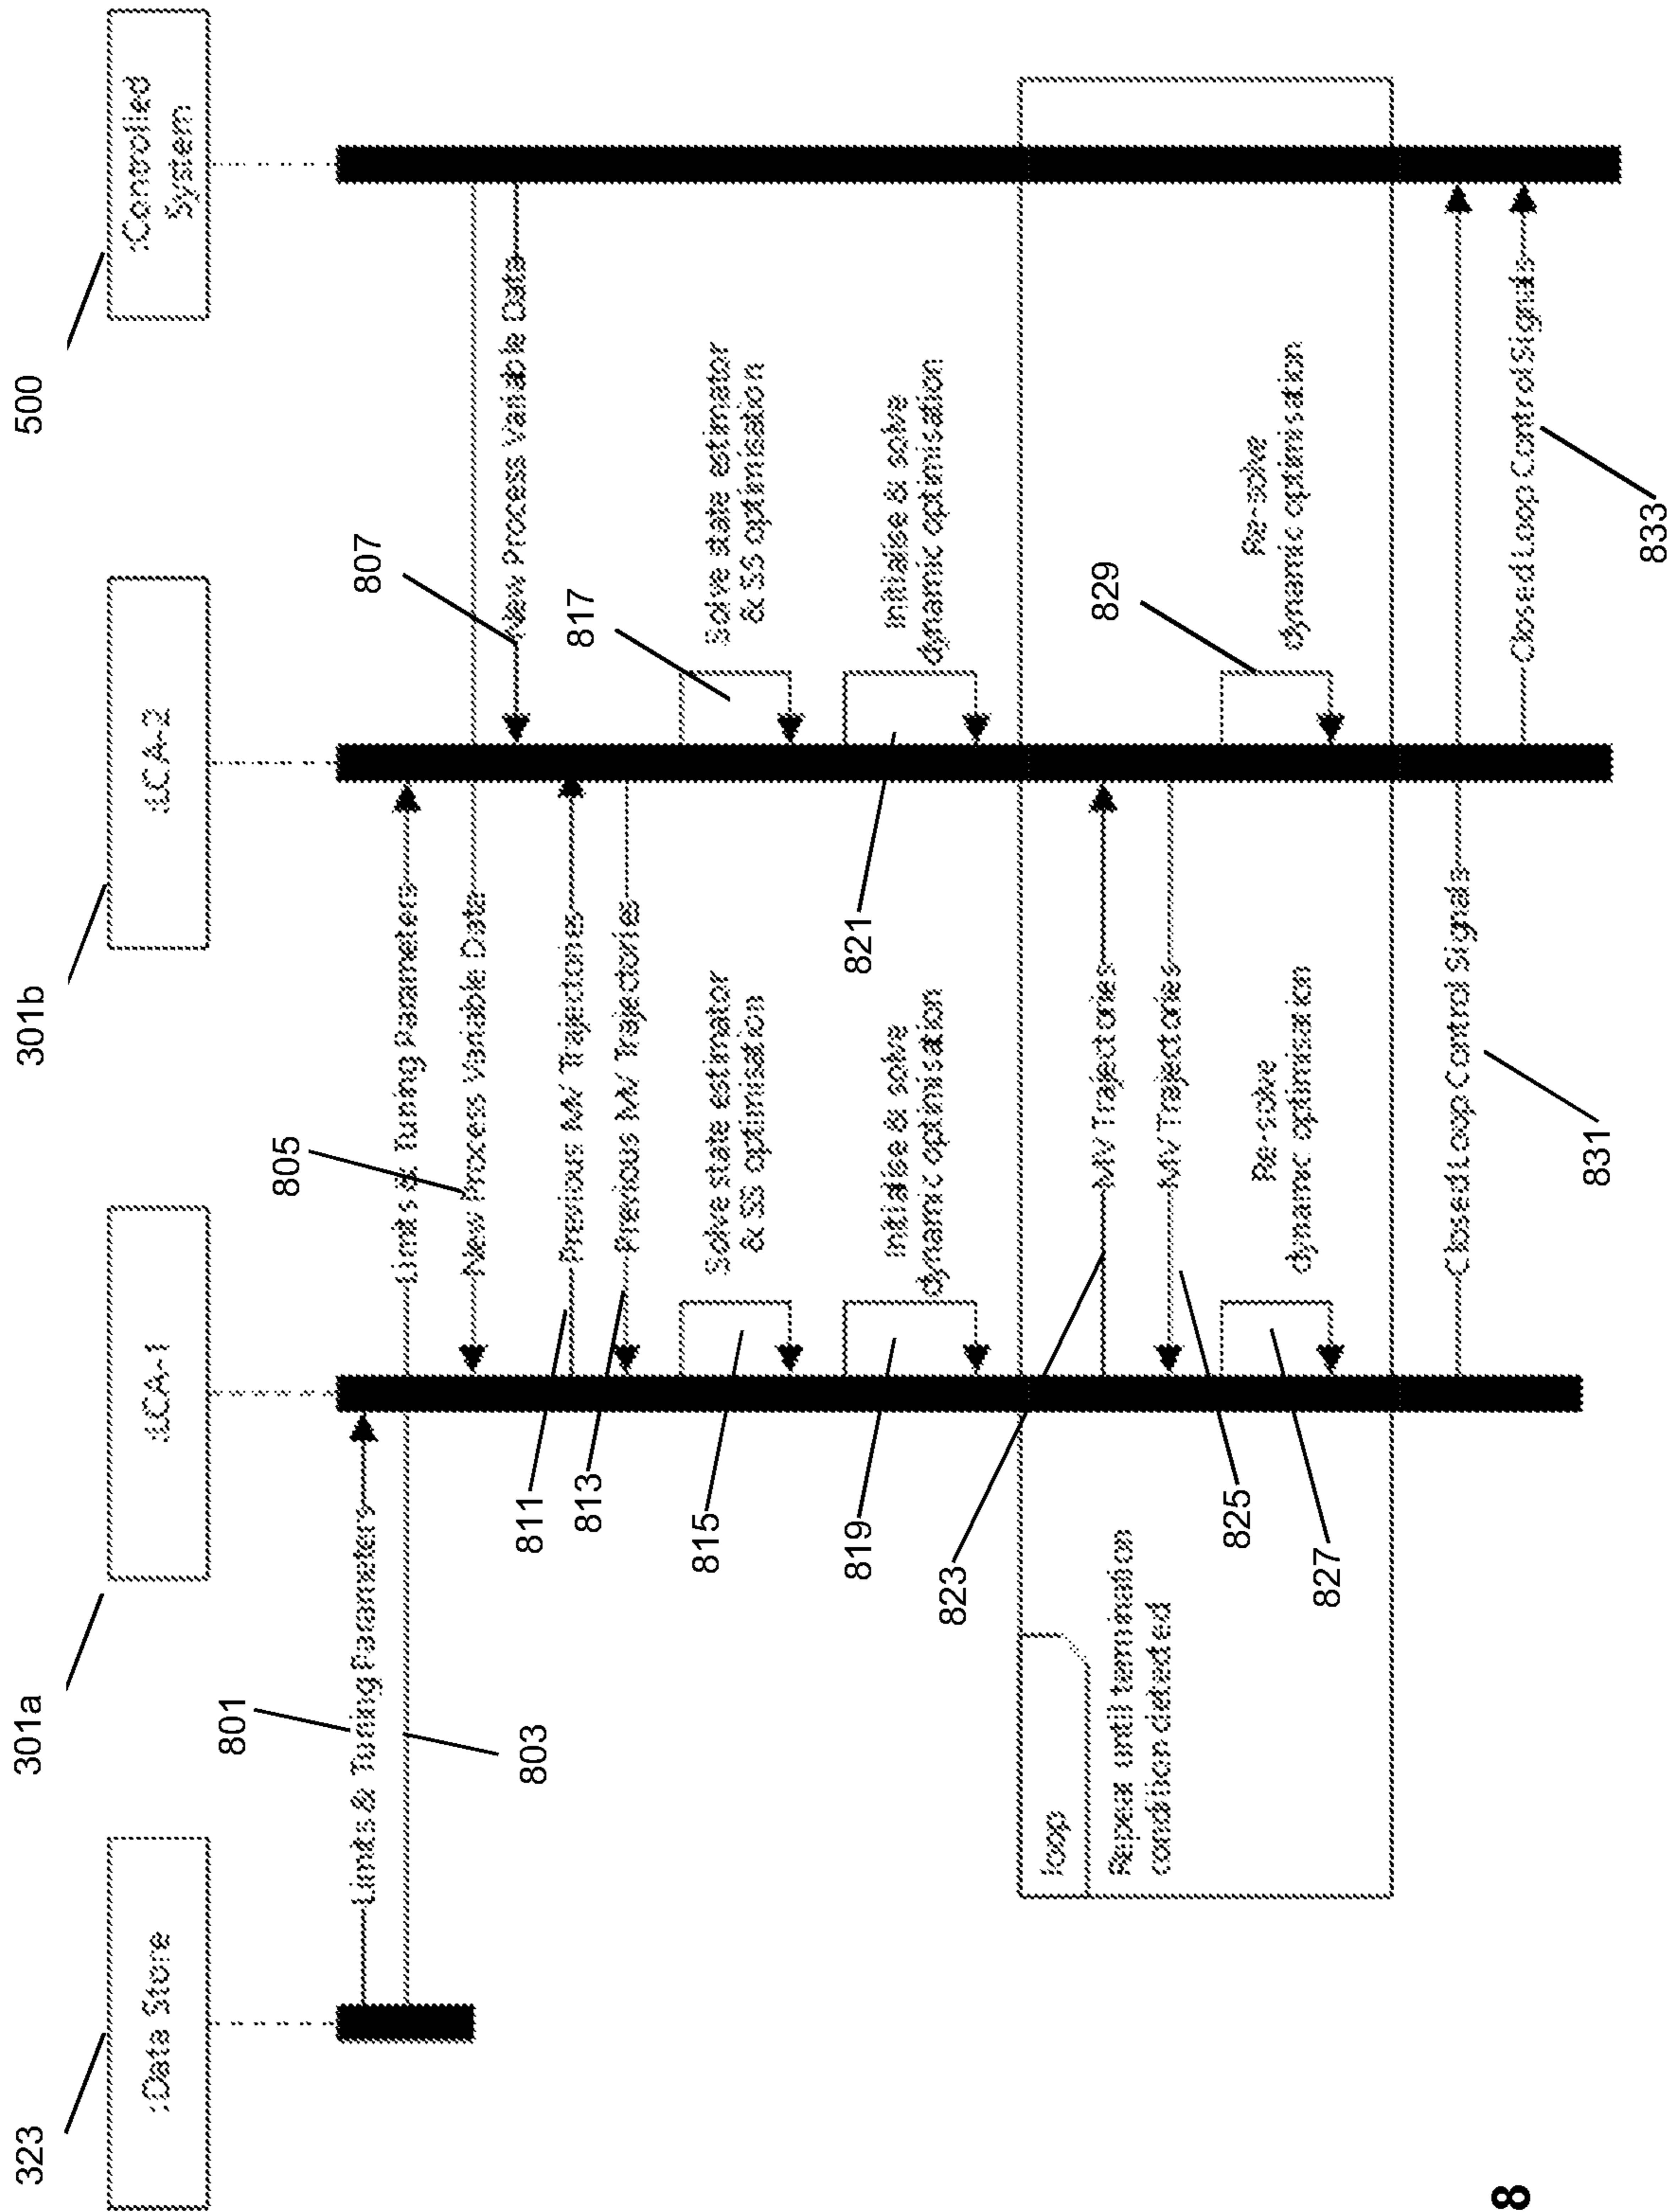 323
301a
301b
500
:Data Store
:LCA-1
:LCA-2
:Controlled
System
801
Limits & Tuning Parameters
803
Limits & Tuning Parameters
805
New Process Variable Data
807
New Process Variable Data
811
Previous MV Trajectories
813
Previous MV Trajectories
815
Solve state estimator
& SS optimisation
817
Solve state estimator
& SS optimisation
819
Initialise & solve
dynamic optimisation
821
Initialise & solve
dynamic optimisation
loop
Repeat until termination
condition detected
823
MV Trajectories
825
MV Trajectories
827
Re-solve
dynamic optimisation
829
Re-solve
dynamic optimisation
831
Closed Loop Control Signals
833
Closed Loop Control Signals
8